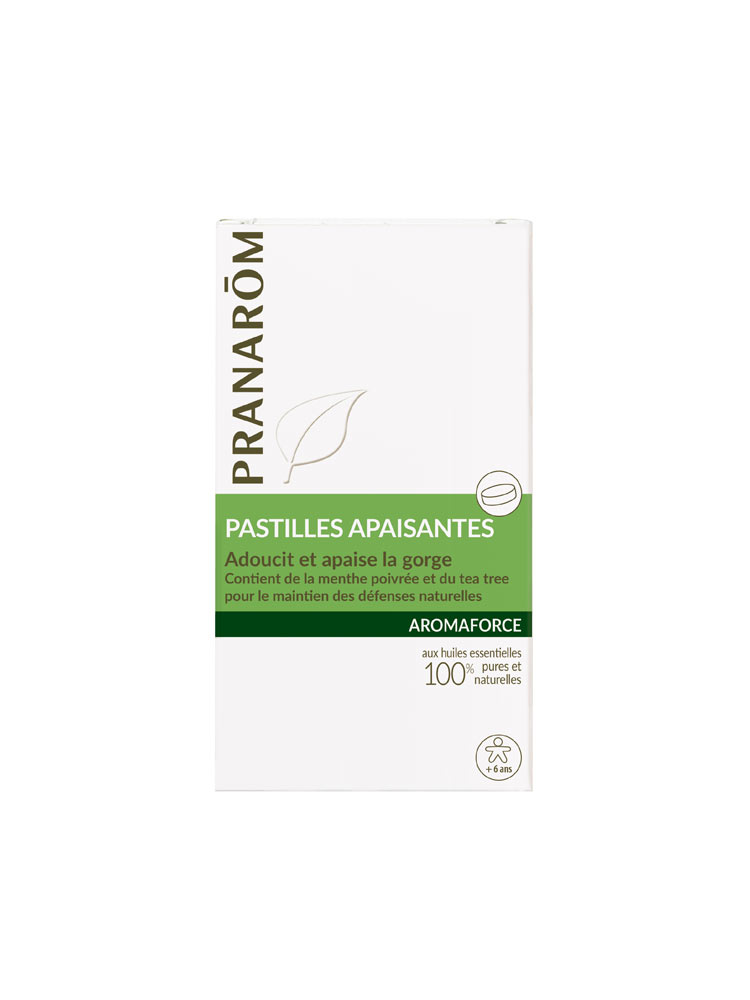 PRANARŌM
PASTILLES APAISANTES
Adoucit et apaise la gorge
Contient de la menthe poivrée et du tea tree
pour le maintien des défenses naturelles
AROMAFORCE
aux huiles essentielles
100% pures et
naturelles
+ 6 ans